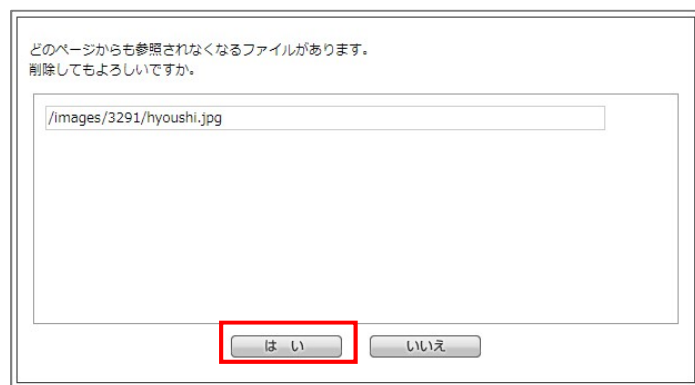 どのページからも参照されなくなるファイルがあります。
削除してもよろしいですか。
/images/3291/hyoushi.jpg
は い
いいえ